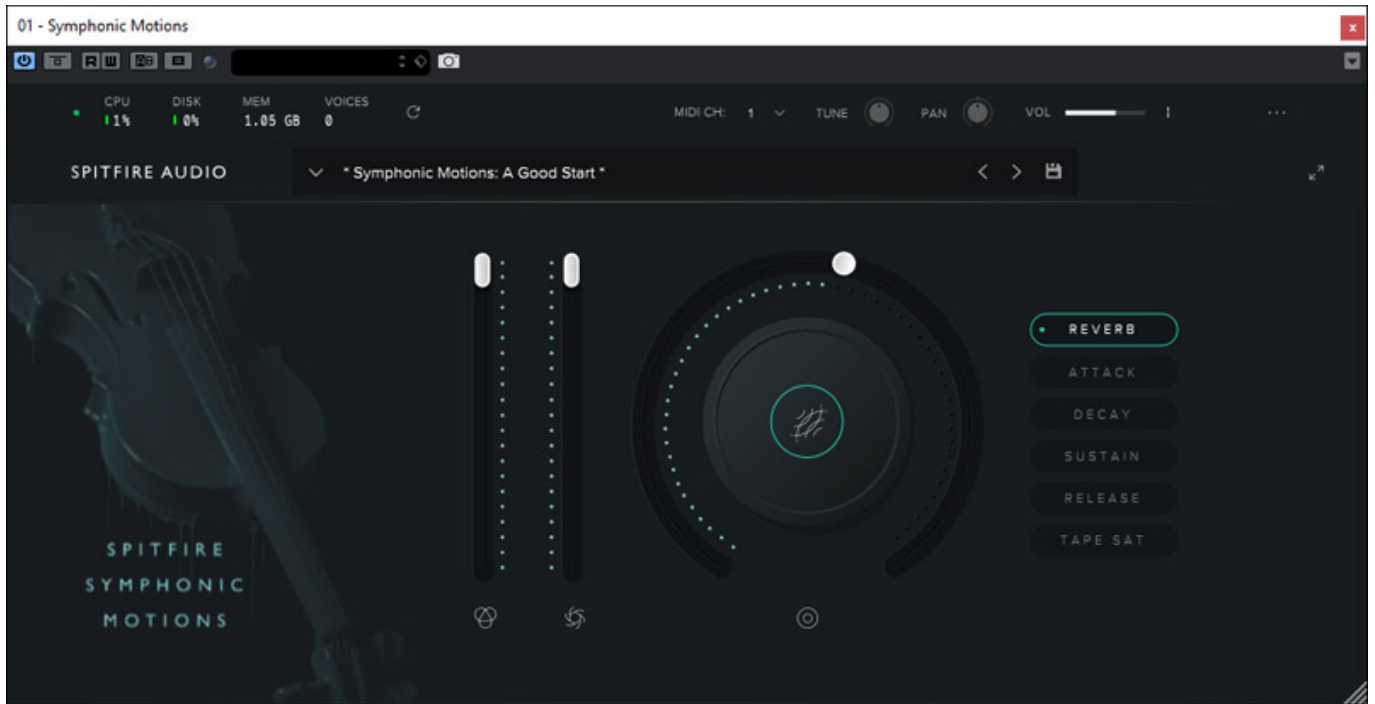 01 - Symphonic Motions
x
R W
CPU DISK MEM VOICES
1% 0% 1.05 GB 0
MIDI CH: 1 TUNE PAN VOL
SPITFIRE AUDIO
* Symphonic Motions: A Good Start *
REVERB
ATTACK
DECAY
SUSTAIN
RELEASE
TAPE SAT
SPITFIRE
SYMPHONIC
MOTIONS